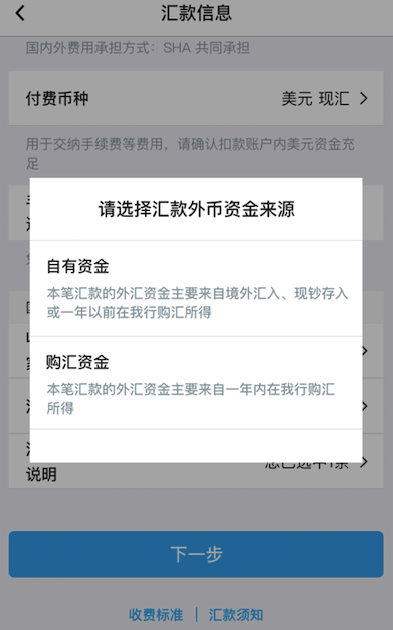 汇款信息
国内外费用承担方式：SHA 共同承担
付费币种
美元 现汇
用于交纳手续费等费用，请确认扣款账户内美元资金充
足
请选择汇款外币资金来源
自有资金
本笔汇款的外汇资金主要来自境外汇入、现钞存入
或一年以前在我行购汇所得
购汇资金
本笔汇款的外汇资金主要来自一年内在我行购汇
所得
说明
您已选中1条
下一步
收费标准
汇款须知